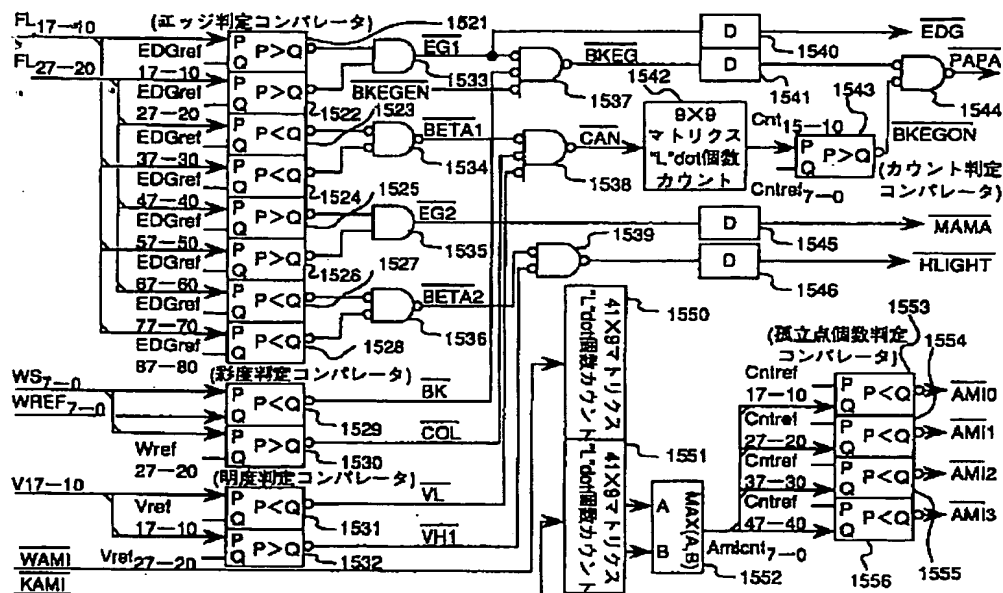 FL17-10
(エッジ判定コンパレータ)
1521
EDGref
17-10
P
Q
P>Q
EG1
1533
FL27-20
EDGref
27-20
P
Q
P>Q
1522
BKEGEN
1523
EDGref
37-30
P
Q
P<Q
BETA1
1534
EDGref
47-40
P
Q
P<Q
1524
1525
EDGref
57-50
P
Q
P>Q
EG2
1535
EDGref
67-60
P
Q
P>Q
1526
1527
EDGref
77-70
P
Q
P<Q
BETA2
1536
EDGref
87-80
P
Q
P<Q
1528
WS7-0
WREF7-0
(彩度判定コンパレータ)
P
Q
P<Q
BK
1529
Wref
27-20
P
Q
P>Q
COL
1530
V17-10
(明度判定コンパレータ)
Vref
17-10
P
Q
P<Q
VL
1531
Vref27-20
P
Q
P>Q
VH1
1532
WAMI
KAMI
BKEG
1537
D
1540
EDG
D
1541
PAPA
1544
CAN
1538
1542
9×9
マトリクス
"L"dot個数
カウント
Cnt
15-10
1543
P
Q
P>Q
Cntref7-0
BKEGON
(カウント判定
コンパレータ)
D
1545
MAMA
1539
D
1546
HLIGHT
41×9マトリクス
"L"dot個数カウント
1550
41×9マトリクス
"L"dot個数カウント
1551
A
B
MAX(A,B)
1552
Amicnt7-0
(孤立点個数判定
コンパレータ)
1553
1554
Cntref
17-10
P
Q
P<Q
AMI0
Cntref
27-20
P
Q
P<Q
AMI1
Cntref
37-30
P
Q
P<Q
AMI2
Cntref
47-40
P
Q
P<Q
AMI3
1555
1556